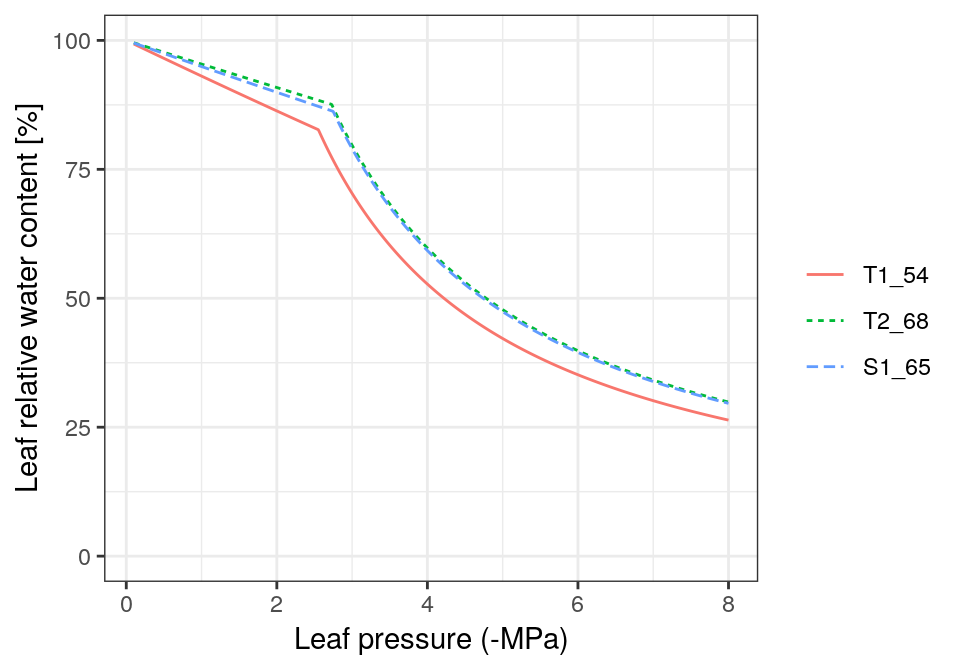 Leaf relative water content [%]
100
75
50
25
0
0 2 4 6 8
Leaf pressure (-MPa)
T1_54
T2_68
S1_65